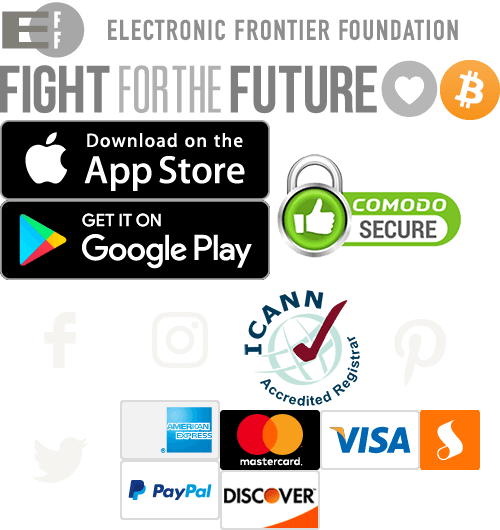 EFF
ELECTRONIC FRONTIER FOUNDATION
FIGHT FOR THE FUTURE
Download on the
App Store
GET IT ON
Google Play
COMODO
SECURE
ICANN
Accredited Registrar
AMERICAN
EXPRESS
mastercard.
VISA
PayPal
DISCOVER